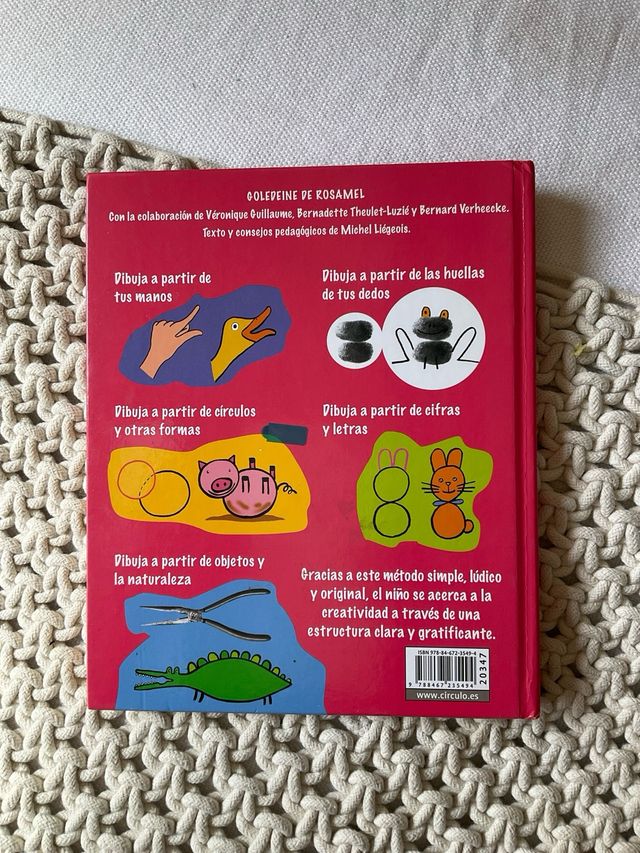 GOLEDEINE DE ROSAMEL
Con la colaboración de Véronique Guillaume, Bernadette Theulet-Luzié y Bernard Verheecke.
Texto y consejos pedagógicos de Michel Liégeois.
Dibuja a partir de
tus manos
Dibuja a partir de las huellas
de tus dedos
Dibuja a partir de círculos
y otras formas
Dibuja a partir de cifras
y letras
Dibuja a partir de objetos y
la naturaleza
Gracias a este método simple, lúdico
y original, el niño se acerca a la
creatividad a través de una
estructura clara y gratificante.
ISBN 978-84-672-3549-4
9 788467 235494
20347
www.circulo.es